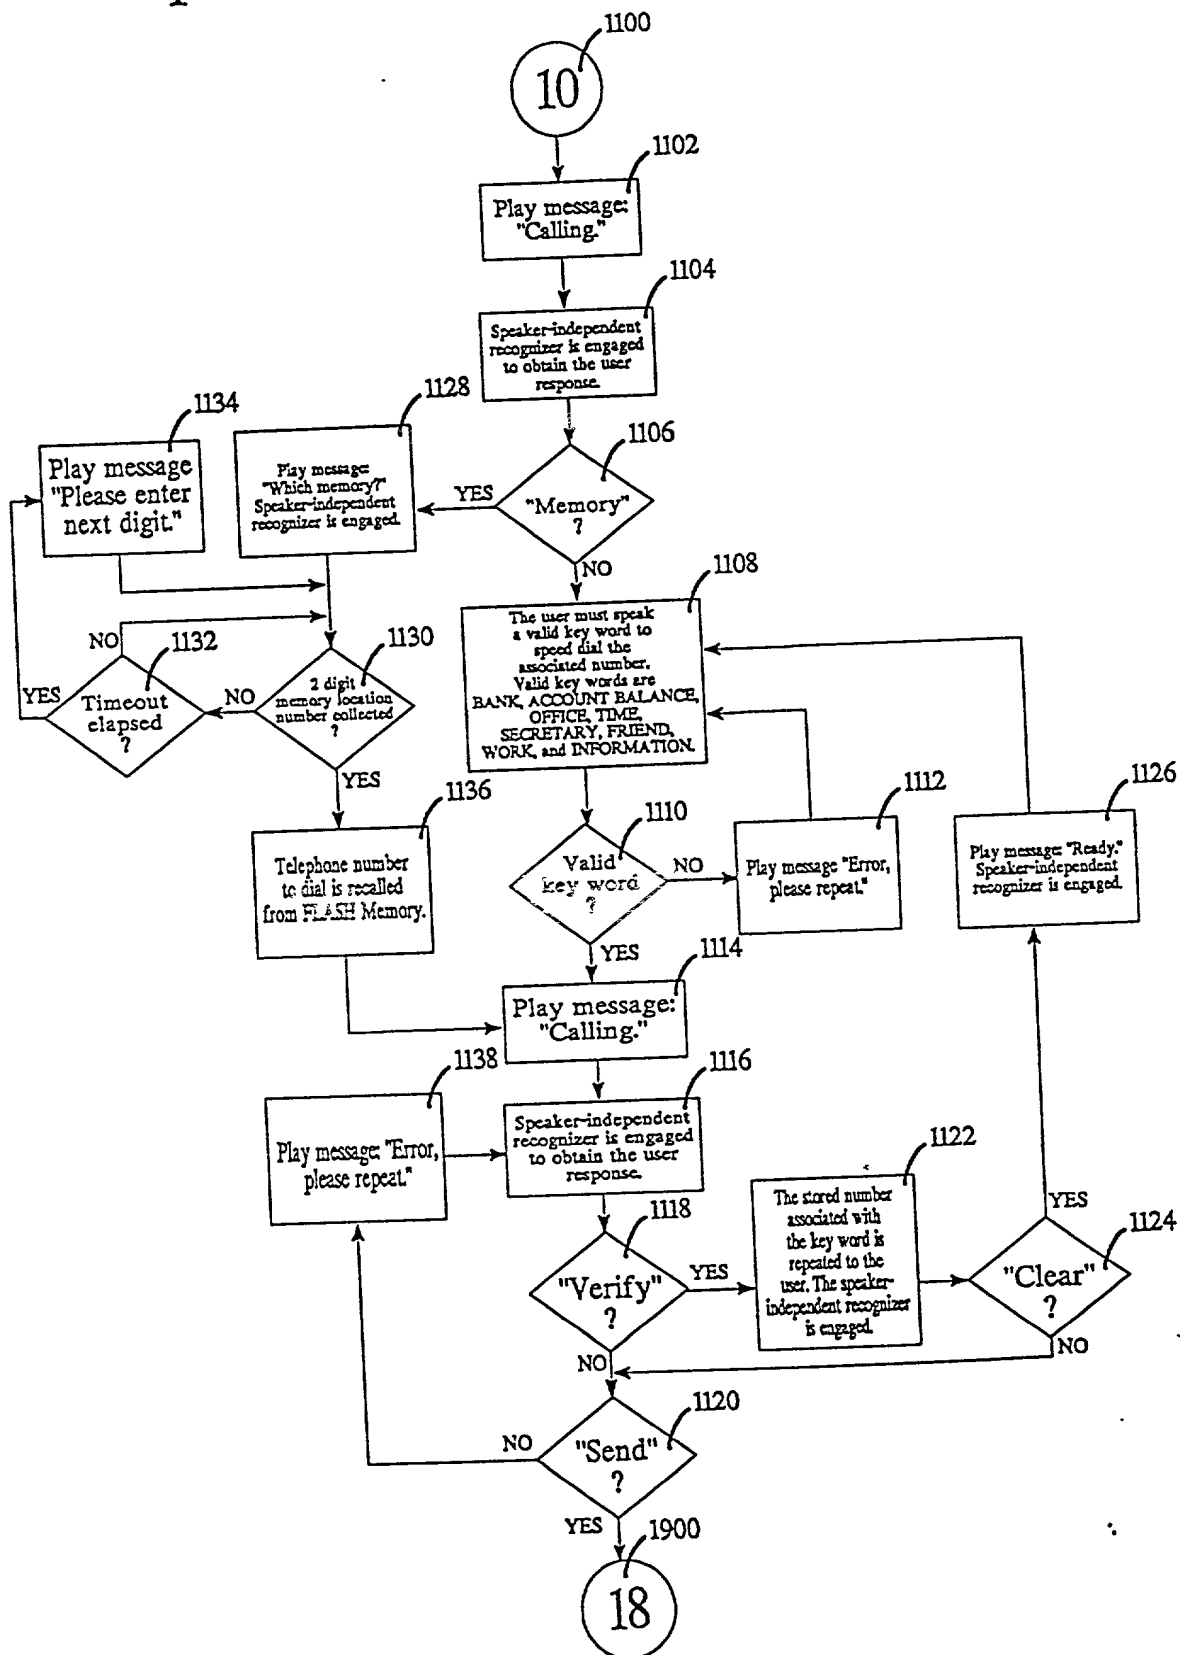 1100
10
1102
Play message:
"Calling."
1104
Speaker-independent
recognizer is engaged
to obtain the user
response.
1106
"Memory"
?
YES
NO
1128
Play message:
"Which memory?"
Speaker-independent
recognizer is engaged.
1134
Play message
"Please enter
next digit."
1130
2 digit
memory location
number collected
?
NO
YES
1132
Timeout
elapsed
?
NO
YES
1136
Telephone number
to dial is recalled
from FLASH Memory.
1108
The user must speak
a valid key word to
speed dial the
associated number.
Valid key words are
BANK, ACCOUNT BALANCE,
OFFICE, TIME,
SECRETARY, FRIEND,
WORK, and INFORMATION.
1110
Valid
key word
?
NO
YES
1112
Play message "Error,
please repeat."
1126
Play message: "Ready."
Speaker-independent
recognizer is engaged.
1114
Play message:
"Calling."
1116
Speaker-independent
recognizer is engaged
to obtain the user
response.
1138
Play message: "Error,
please repeat."
1118
"Verify"
?
YES
NO
1122
The stored number
associated with
the key word is
repeated to the
user. The speaker-
independent recognizer
is engaged.
1124
"Clear"
?
YES
NO
1120
"Send"
?
NO
YES
1900
18